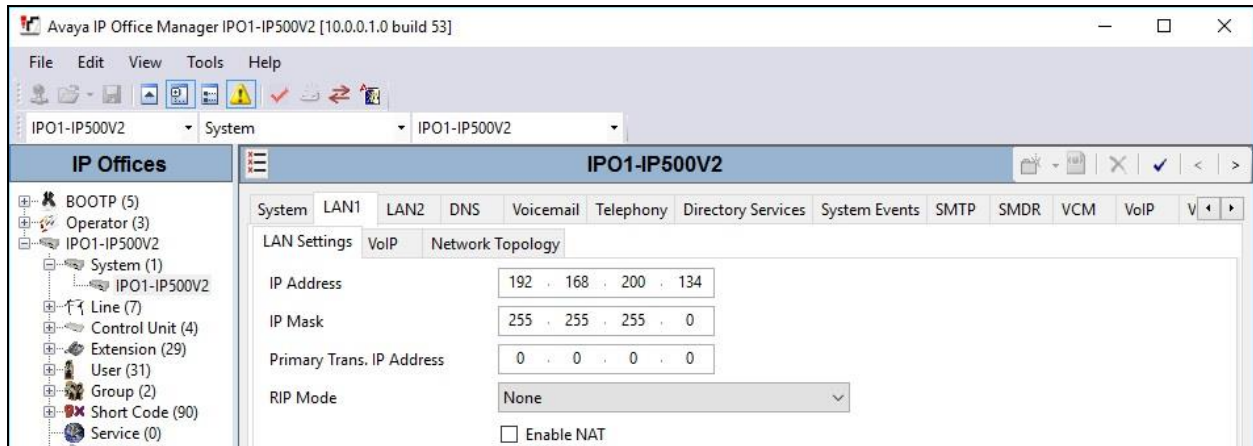 Avaya IP Office Manager IPO1-IP500V2 [10.0.0.1.0 build 53]
File Edit View Tools Help
IPO1-IP500V2 System IPO1-IP500V2
IP Offices IPO1-IP500V2
BOOTP (5)
Operator (3)
IPO1-IP500V2
System (1)
IPO1-IP500V2
Line (7)
Control Unit (4)
Extension (29)
User (31)
Group (2)
Short Code (90)
Service (0)
System LAN1 LAN2 DNS Voicemail Telephony Directory Services System Events SMTP SMDR VCM VoIP V
LAN Settings VoIP Network Topology
IP Address 192 . 168 . 200 . 134
IP Mask 255 . 255 . 255 . 0
Primary Trans. IP Address 0 . 0 . 0 . 0
RIP Mode None
Enable NAT